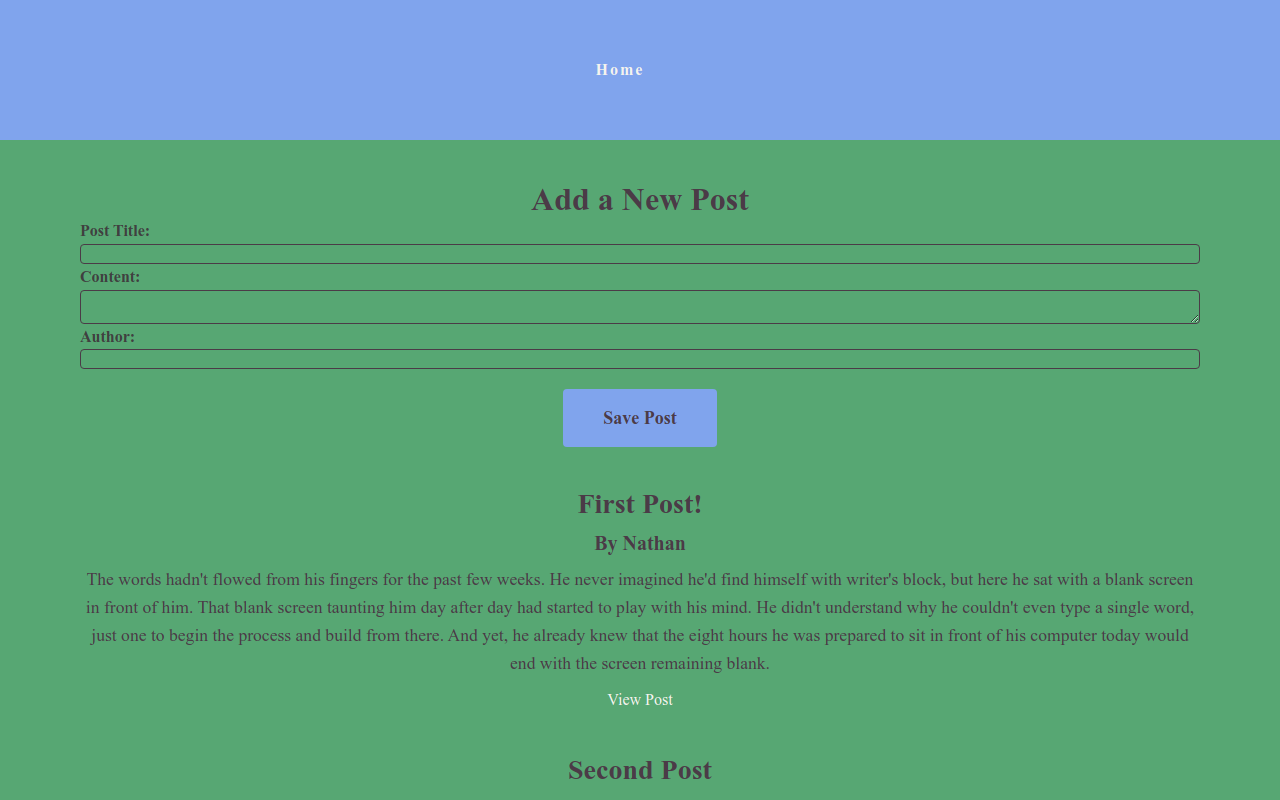 Home
Add a New Post
Post Title:
Content:
Author:
Save Post
First Post!
By Nathan
The words hadn't flowed from his fingers for the past few weeks. He never imagined he'd find himself with writer's block, but here he sat with a blank screen
in front of him. That blank screen taunting him day after day had started to play with his mind. He didn't understand why he couldn't even type a single word,
just one to begin the process and build from there. And yet, he already knew that the eight hours he was prepared to sit in front of his computer today would
end with the screen remaining blank.
View Post
Second Post